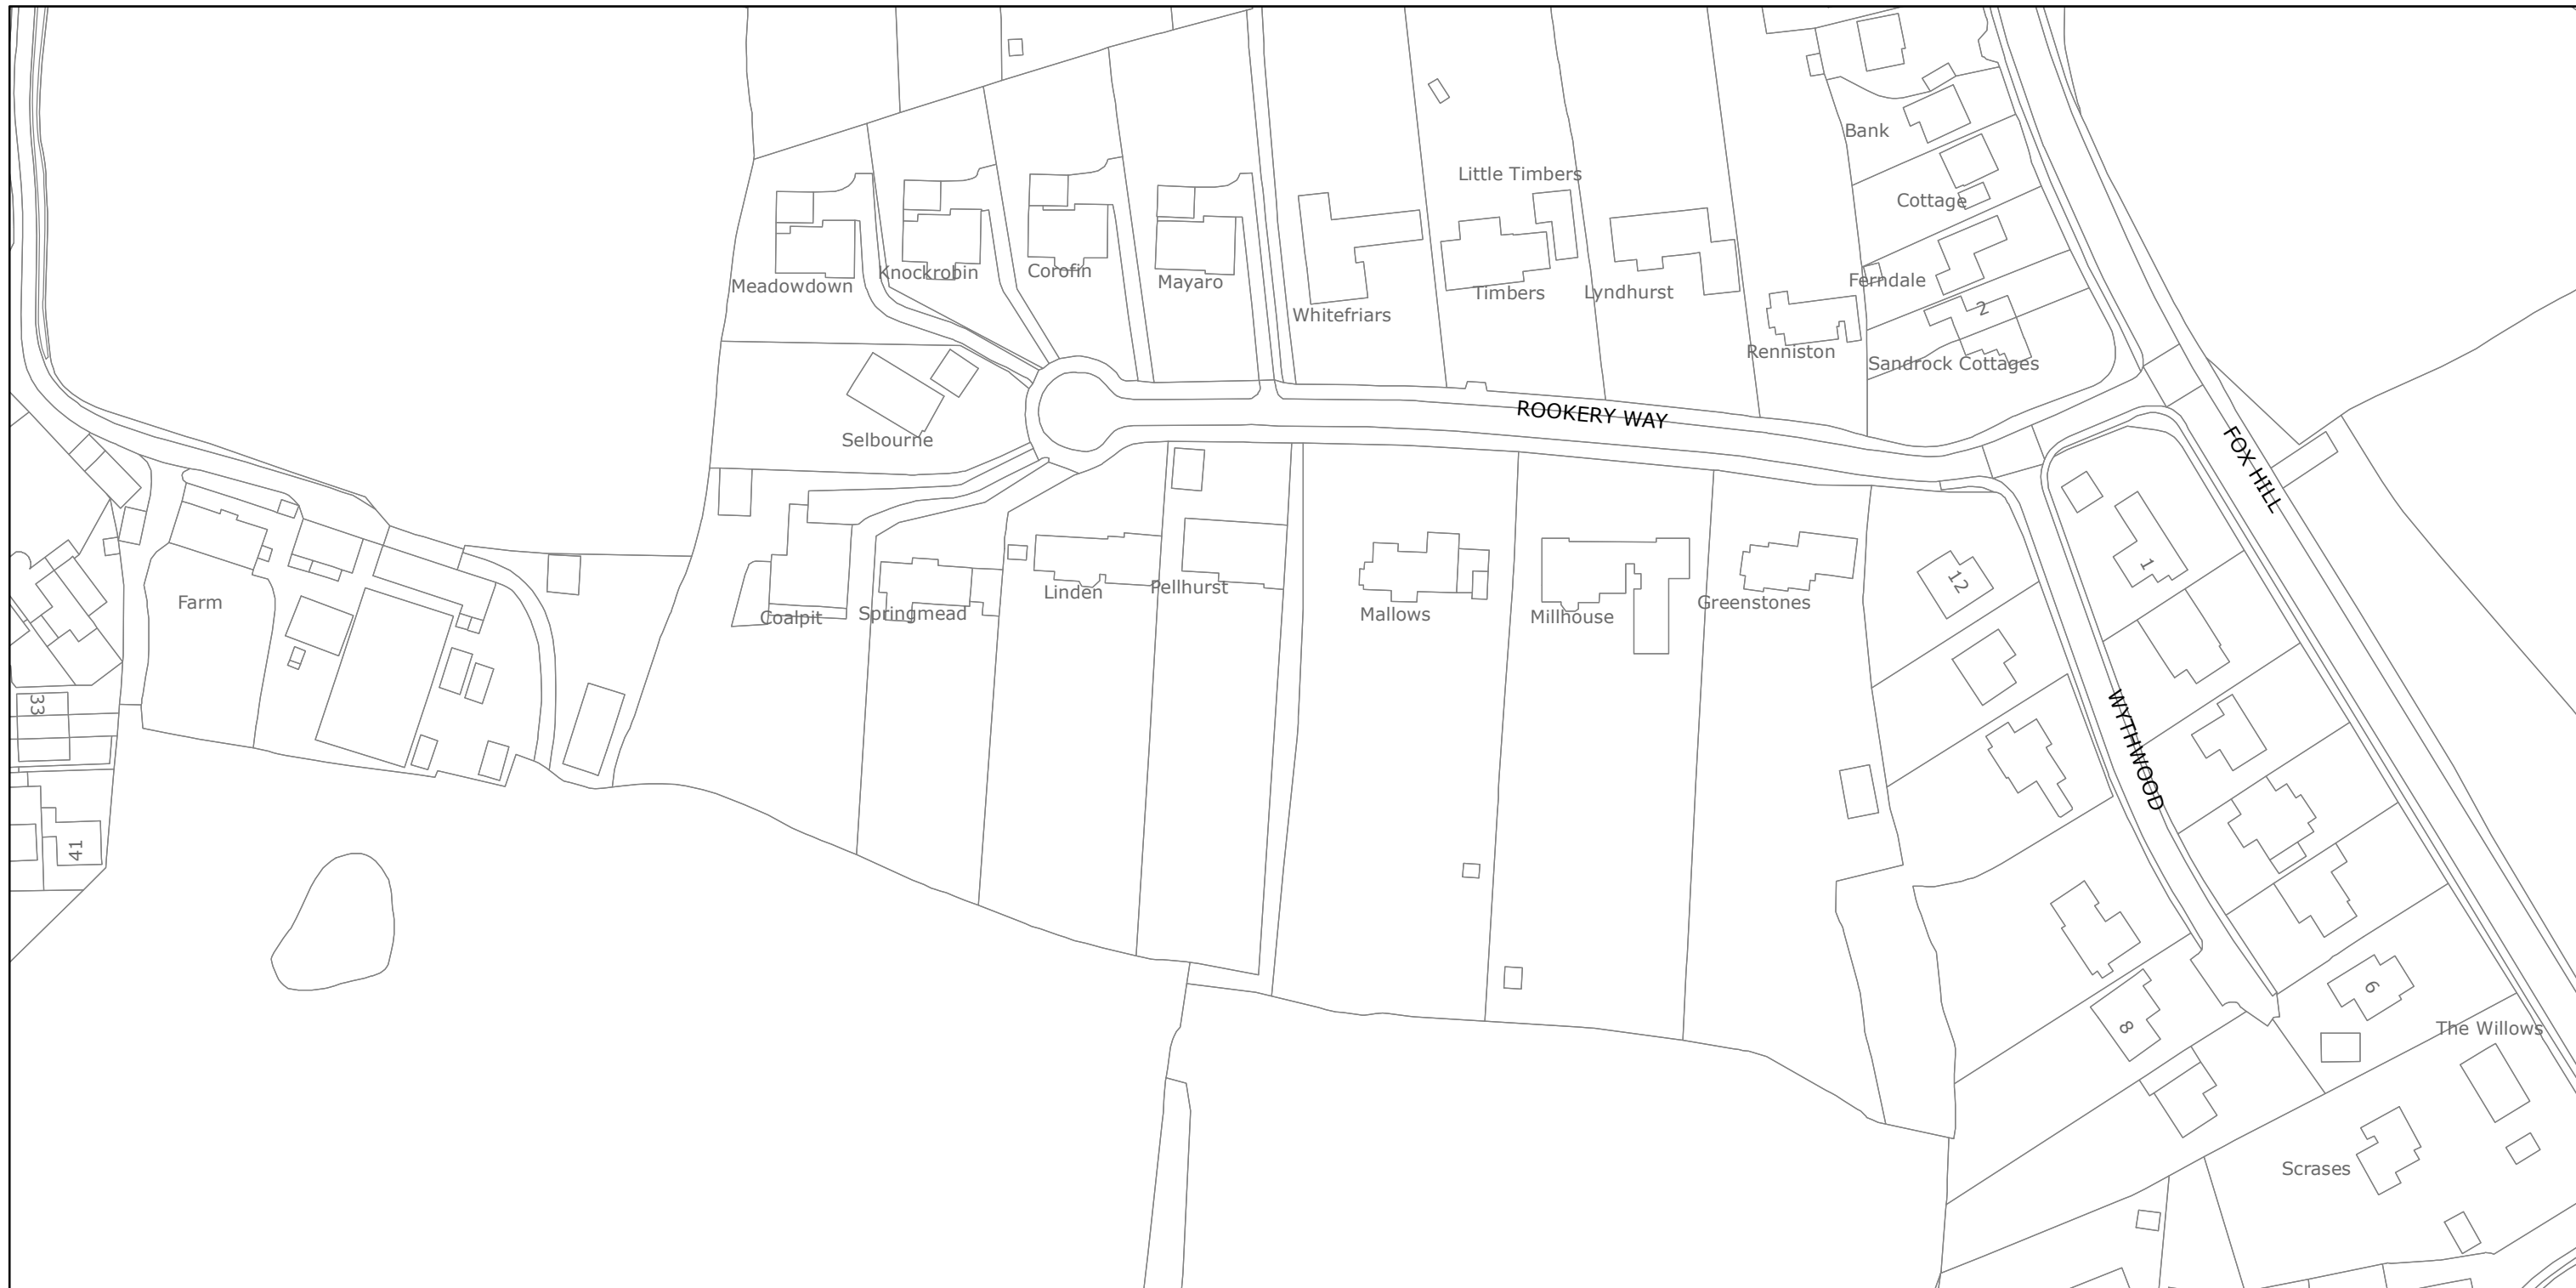 Bank
Little Timbers
Cottage
Meadowdown
Knockrobin
Corofin
Mayaro
Whitefriars
Timbers
Lyndhurst
Ferndale
2
Renniston
Sandrock Cottages
ROOKERY WAY
Selbourne
FOX HILL
Farm
Coalpit
Springmead
Linden
Pellhurst
Mallows
Millhouse
Greenstones
12
1
33
WYTHWOOD
41
6
8
The Willows
Scrases